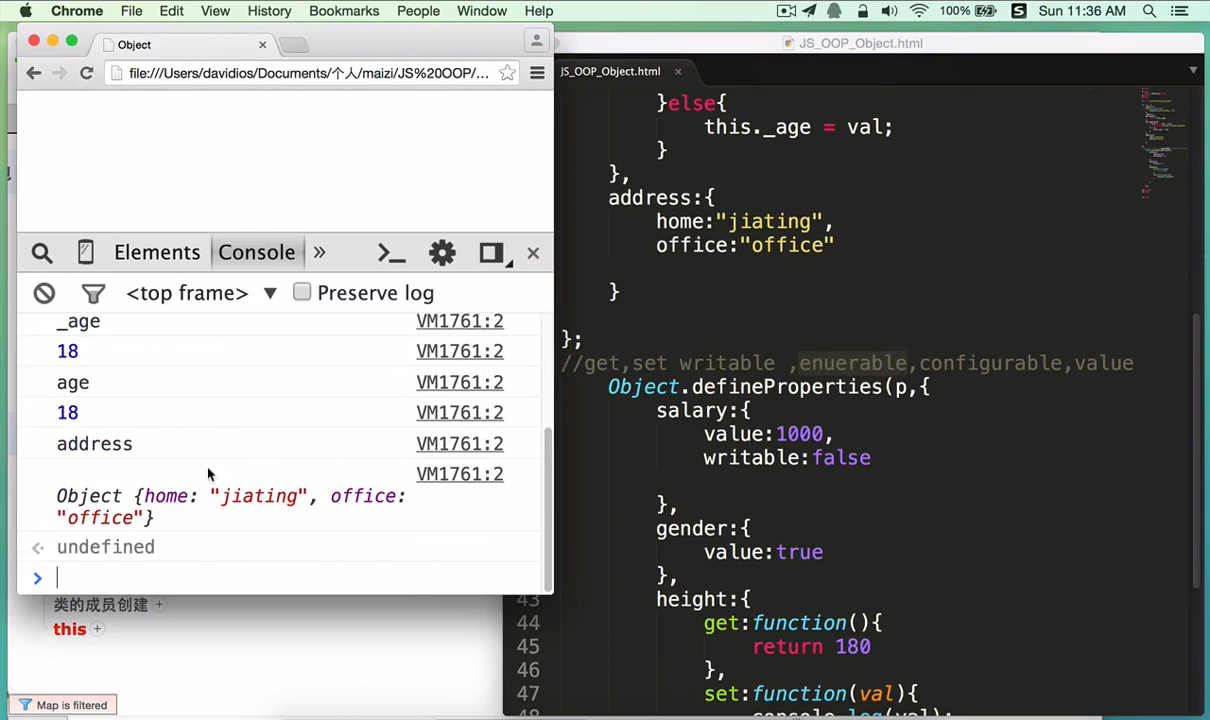 Chrome File Edit View History Bookmarks People Window Help 100% Sun 11:36 AM
Object
file:///Users/davidios/Documents/个人/maizi/JS%20OOP/...
Elements Console »
<top frame> ▼ Preserve log
_age VM1761:2
18 VM1761:2
age VM1761:2
18 VM1761:2
address VM1761:2
VM1761:2
Object {home: "jiating", office:
"office"}
undefined
>
类的成员创建
this
Map is filtered
JS_OOP_Object.html
JS_OOP_Object.html
}else{
this._age = val;
}
},
address:{
home:"jiating",
office:"office"
}
};
//get,set writable ,enuerable,configurable,value
Object.defineProperties(p,{
salary:{
value:1000,
writable:false
},
gender:{
value:true
},
43 height:{
44 get:function(){
45 return 180
46 },
47 set:function(val){
48 console.log(val);